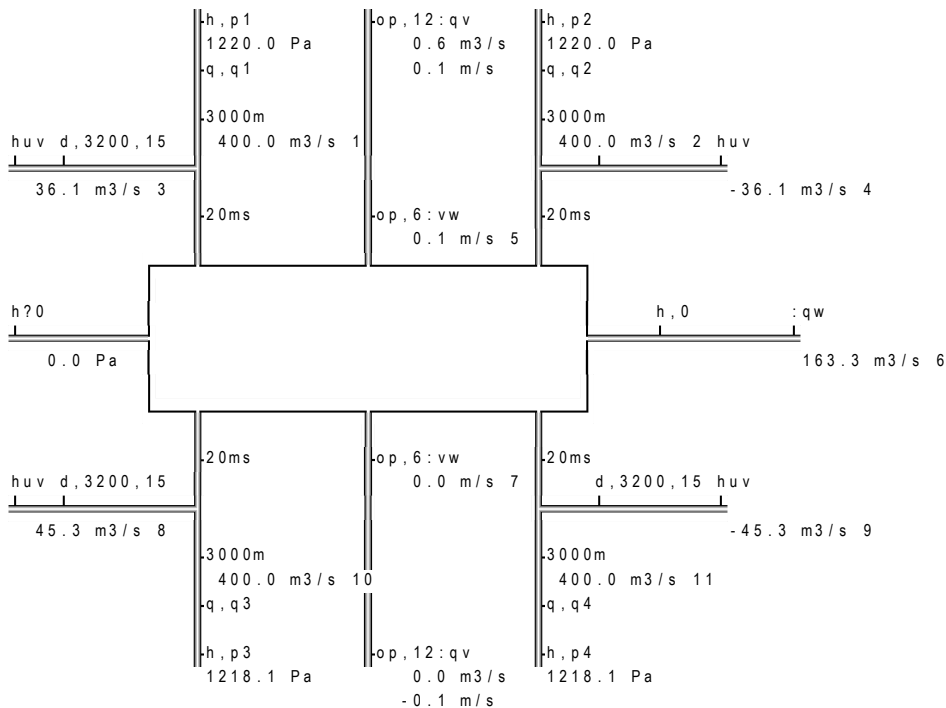 h,p1 op,12:qv h,p2
1220.0 Pa 0.6 m3/s 1220.0 Pa
q,q1 0.1 m/s q,q2
3000m 3000m
huv d,3200,15 400.0 m3/s 1 400.0 m3/s 2 huv
36.1 m3/s 3 -36.1 m3/s 4
20ms op,6:vw 20ms
0.1 m/s 5
h?0 h,0 :qw
0.0 Pa 163.3 m3/s 6
20ms op,6:vw 20ms
huv d,3200,15 0.0 m/s 7 d,3200,15 huv
45.3 m3/s 8 -45.3 m3/s 9
3000m 3000m
400.0 m3/s 10 400.0 m3/s 11
q,q3 q,q4
h,p3 op,12:qv h,p4
1218.1 Pa 0.0 m3/s 1218.1 Pa
-0.1 m/s